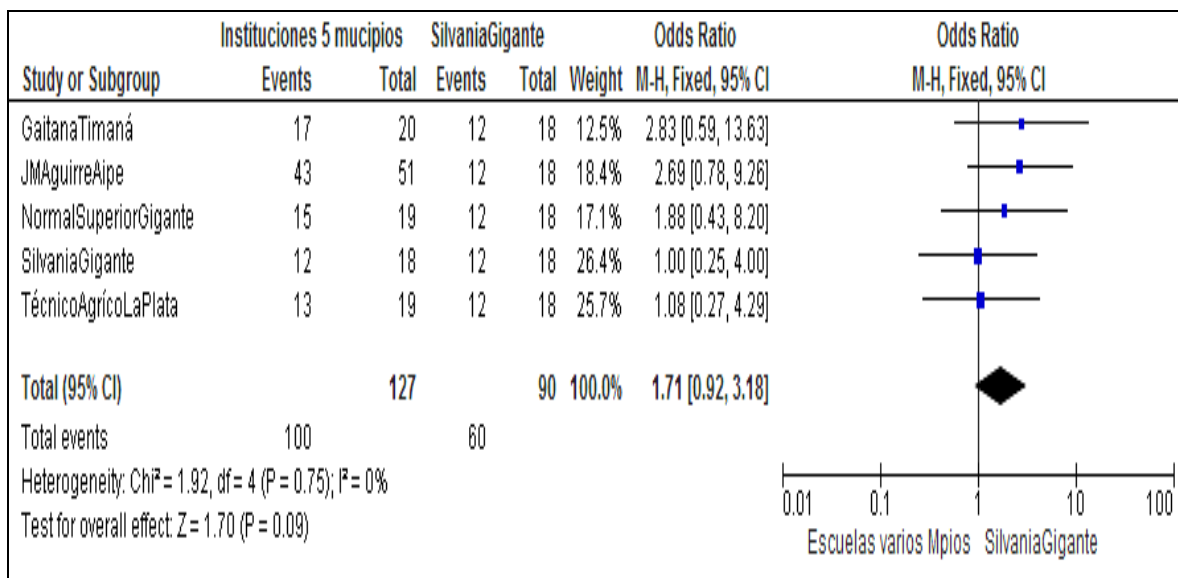 Instituciones 5 mucipios SilvaniaGigante Odds Ratio Odds Ratio
Study or Subgroup Events Total Events Total Weight M-H, Fixed, 95% CI M-H, Fixed, 95% CI
GaitanaTimaná 17 20 12 18 12.5% 2.83 [0.59, 13.63]
JMAguirreAipe 43 51 12 18 18.4% 2.69 [0.78, 9.26]
NormalSuperiorGigante 15 19 12 18 17.1% 1.88 [0.43, 8.20]
SilvaniaGigante 12 18 12 18 26.4% 1.00 [0.25, 4.00]
TécnicoAgrícoLaPlata 13 19 12 18 25.7% 1.08 [0.27, 4.29]
Total (95% CI) 127 90 100.0% 1.71 [0.92, 3.18]
Total events 100 60
Heterogeneity: Chi² = 1.92, df = 4 (P = 0.75); I² = 0%
Test for overall effect: Z = 1.70 (P = 0.09)
0.01 0.1 1 10 100
Escuelas varios Mpios SilvaniaGigante